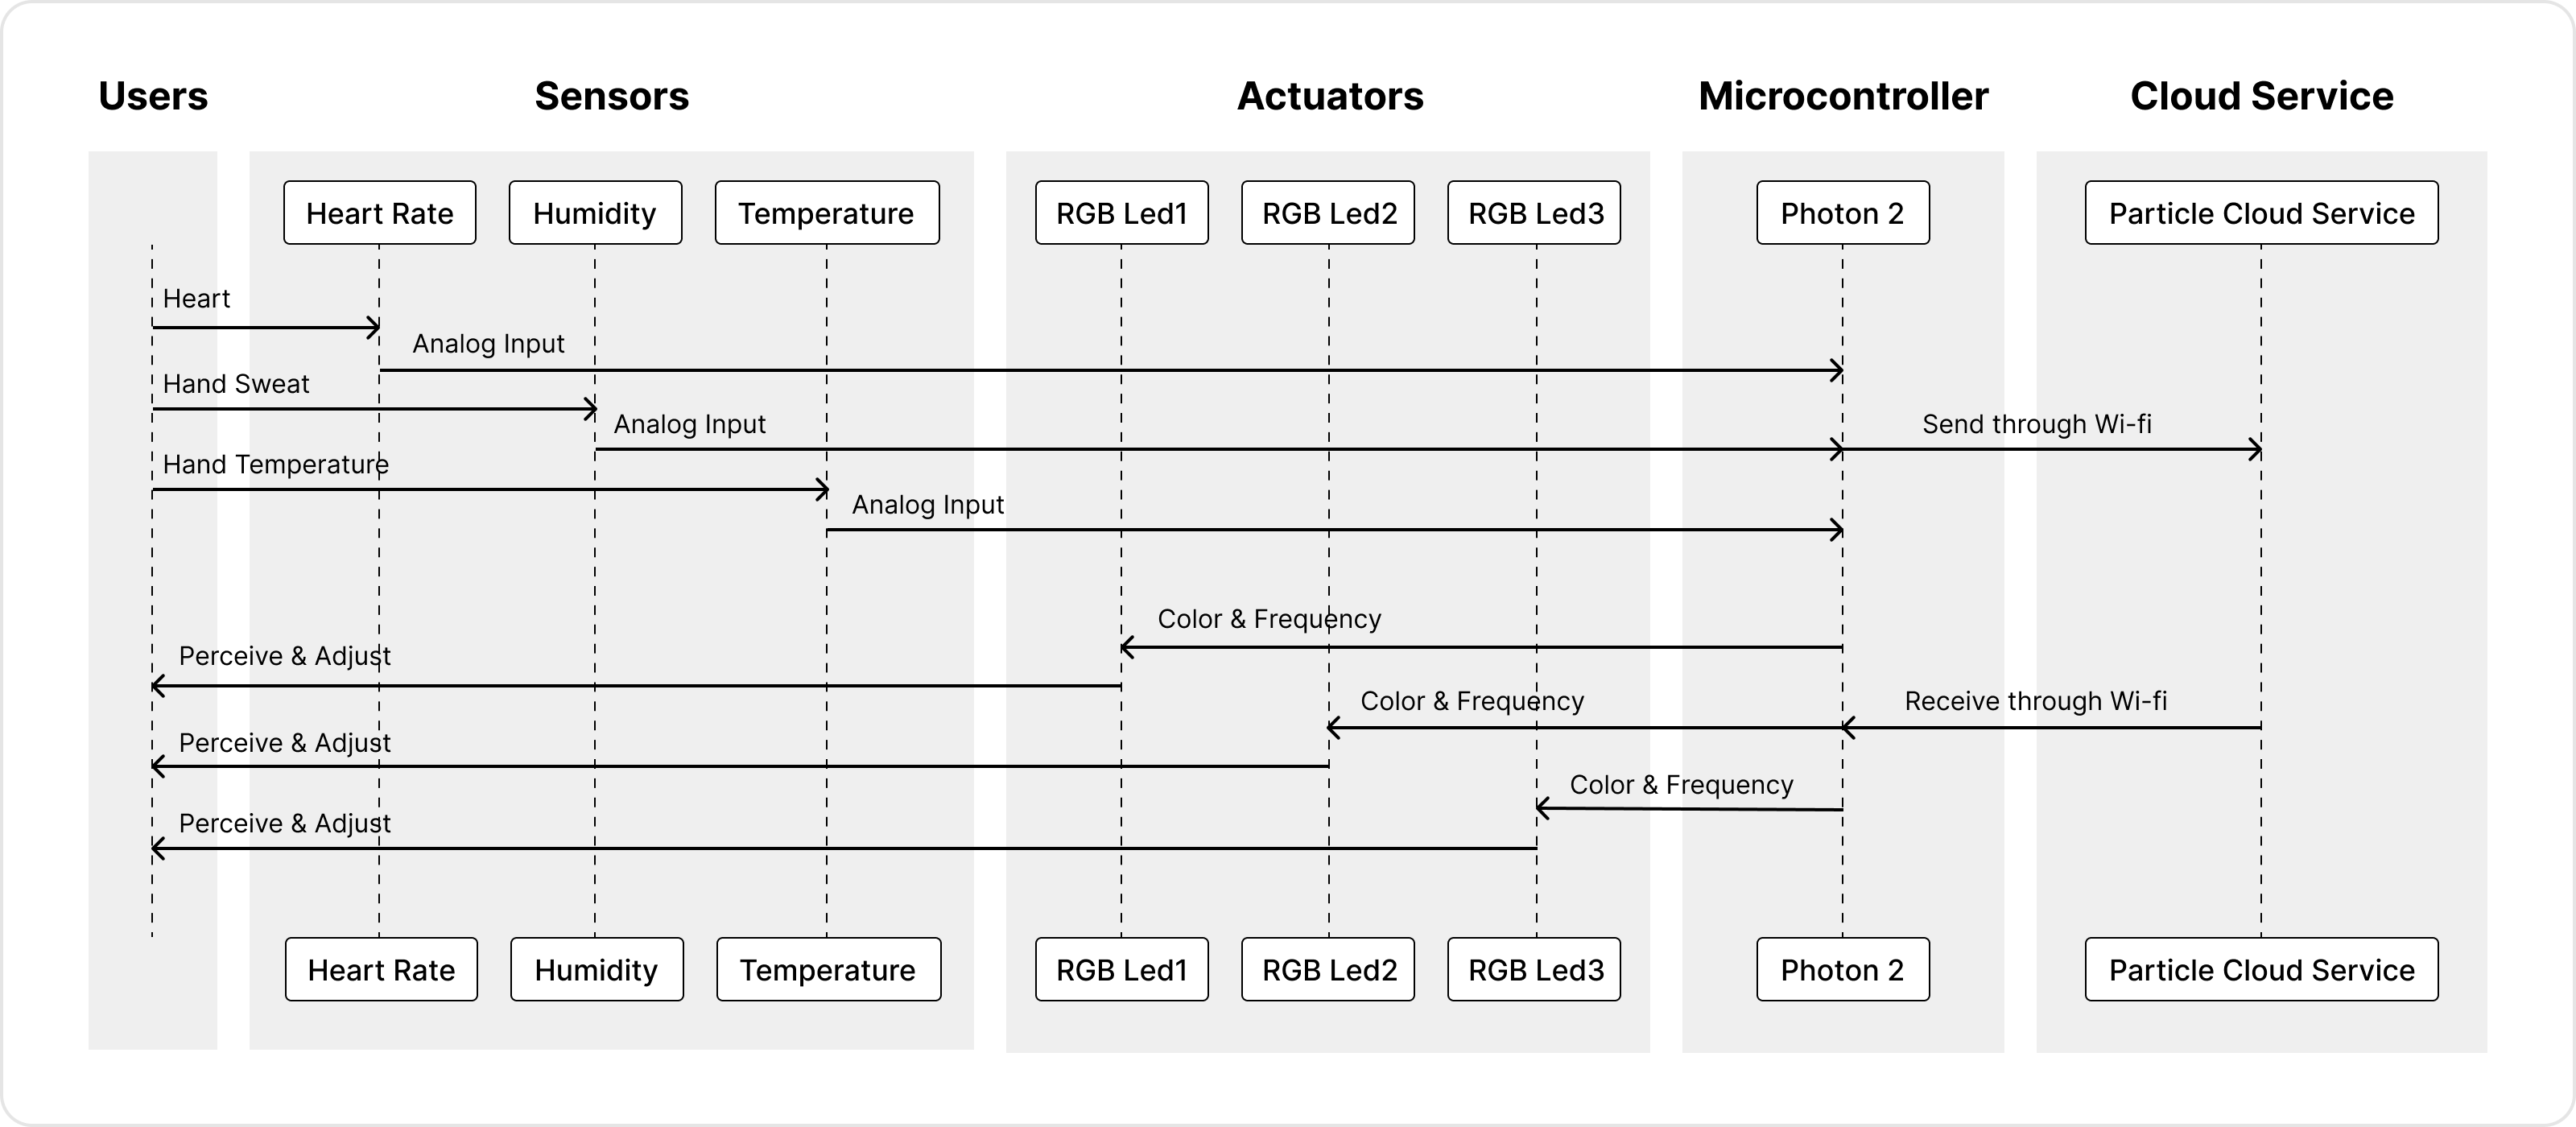 Users
Sensors
Actuators
Microcontroller
Cloud Service
Heart Rate
Humidity
Temperature
RGB Led1
RGB Led2
RGB Led3
Photon 2
Particle Cloud Service
Heart
Analog Input
Hand Sweat
Analog Input
Send through Wi-fi
Hand Temperature
Analog Input
Color & Frequency
Perceive & Adjust
Color & Frequency
Receive through Wi-fi
Perceive & Adjust
Color & Frequency
Perceive & Adjust
Heart Rate
Humidity
Temperature
RGB Led1
RGB Led2
RGB Led3
Photon 2
Particle Cloud Service